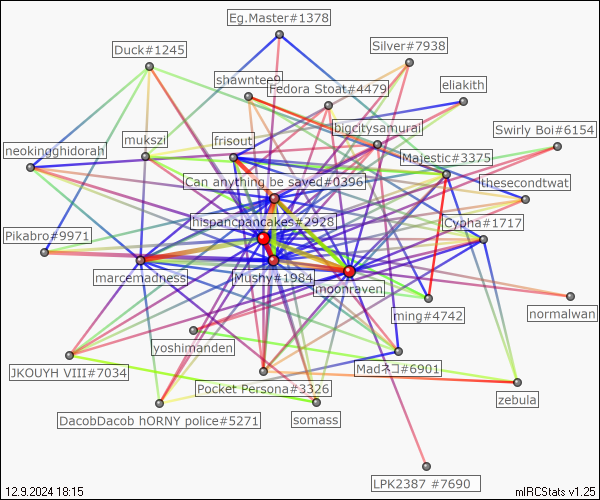 Eg.Master#1378
Duck#1245
Silver#7938
shawntee9
Fedora Stoat#4479
eliakith
bigcitysamurai
Swirly Boi#6154
neokingghidorah
mukszi
frisout
Majestic#3375
Can anything be saved#0396
thesecondtwat
hispancpancakes#2928
Cypha#1717
Pikabro#9971
marcemadness
Mushy#1984
moonraven
ming#4742
normalwan
yoshimanden
JKOUYH VIII#7034
Madネコ#6901
Pocket Persona#3326
zebula
DacobDacob hORNY police#5271
somass
LPK2387 #7690
12.9.2024 18:15
mIRCStats v1.25